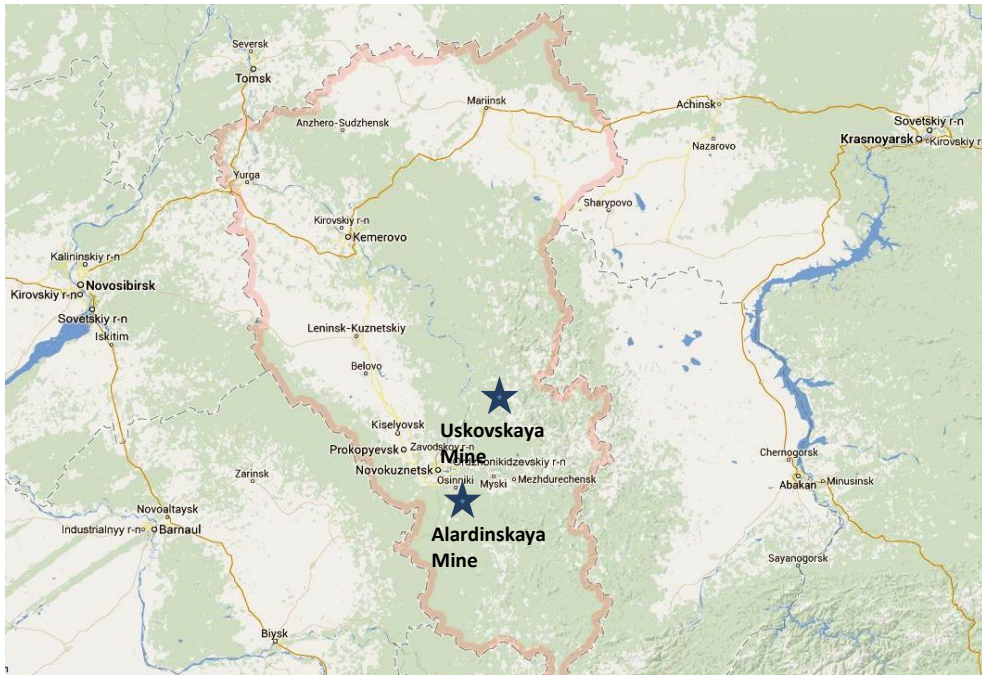 Seversk
Tomsk
Mariinsk
Achinsk
Anzhero-Sudzhensk
Sovetskiy r-n
Krasnoyarsk
Kirovskiy r
Nazarovo
Yurga
Sharypovo
Kirovskiy r-n
Kemerovo
Kalininskiy r-n
Novosibirsk
Kirovskiy r-n
Sovetskiy r-n
Iskitim
Leninsk-Kuznetskiy
Belovo
Kiselyovsk
Uskovskaya
Mine
Prokopyevsk
Zavodskoy r-n
Ordzhonikidzevskiy r-n
Novokuznetsk
Osinniki
Myski
Mezhdurechensk
Chernogorsk
Abakan
Minusinsk
Zarinsk
Novoaltaysk
Industrialnyy r-n
Barnaul
Alardinskaya
Mine
Sayanogorsk
Biysk